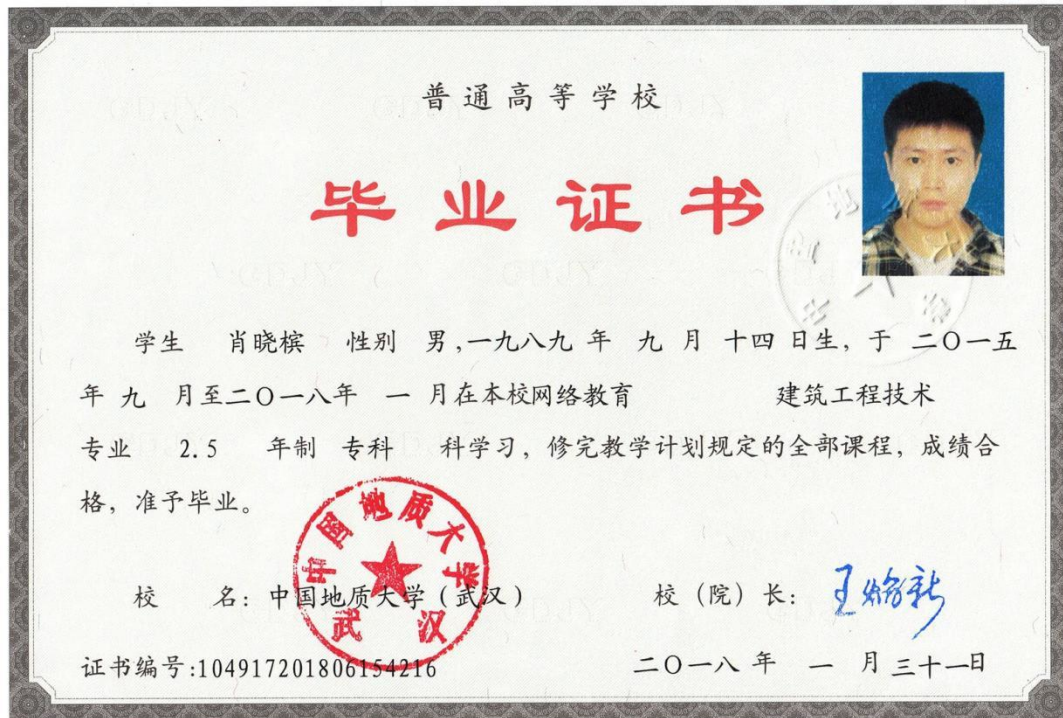 普通高等学校
毕业证书
学生 肖晓槟 性别 男,一九八九 年 九 月 十四 日生, 于 二○一五
年 九 月至二○一八年 一 月在本校网络教育 建筑工程技术
专业 2.5 年制 专科 科学习, 修完教学计划规定的全部课程, 成绩合
格, 准予毕业。
中国地质大学
武汉
校 名: 中国地质大学(武汉) 校(院)长:
证书编号:104917201806154216 二○一八 年 一 月 三十一日